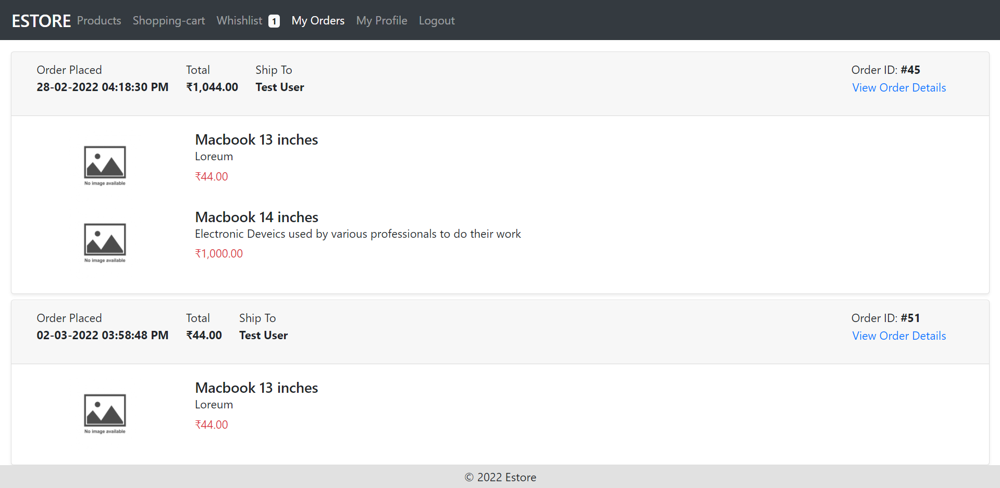 ESTORE Products Shopping-cart Whishlist 1 My Orders My Profile Logout
Order Placed Total Ship To Order ID: #45
28-02-2022 04:18:30 PM ₹1,044.00 Test User View Order Details
Macbook 13 inches
Loreum
₹44.00
No image available
Macbook 14 inches
Electronic Deveics used by various professionals to do their work
₹1,000.00
No image available
Order Placed Total Ship To Order ID: #51
02-03-2022 03:58:48 PM ₹44.00 Test User View Order Details
Macbook 13 inches
Loreum
₹44.00
No image available
© 2022 Estore